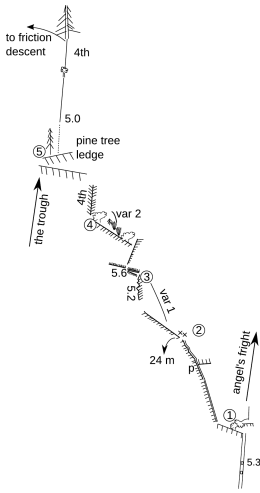 4th
to friction
descent
5.0
5
pine tree
ledge
the trough
4th
var 2
4
5.6
3
5.2
var 1
2
24 m
p
angel's fright
1
5.3